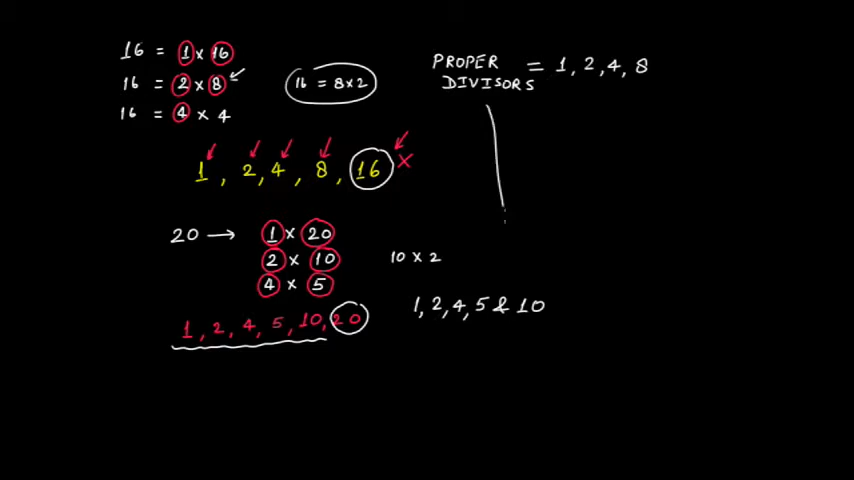 16 = 1 × 16
16 = 2 × 8
16 = 4 × 4
16 = 8×2
PROPER DIVISORS = 1, 2, 4, 8
1, 2, 4, 8, 16 ×
20 → 1 × 20
2 × 10
4 × 5
10 × 2
1, 2, 4, 5, 10, 20
1, 2, 4, 5 & 10